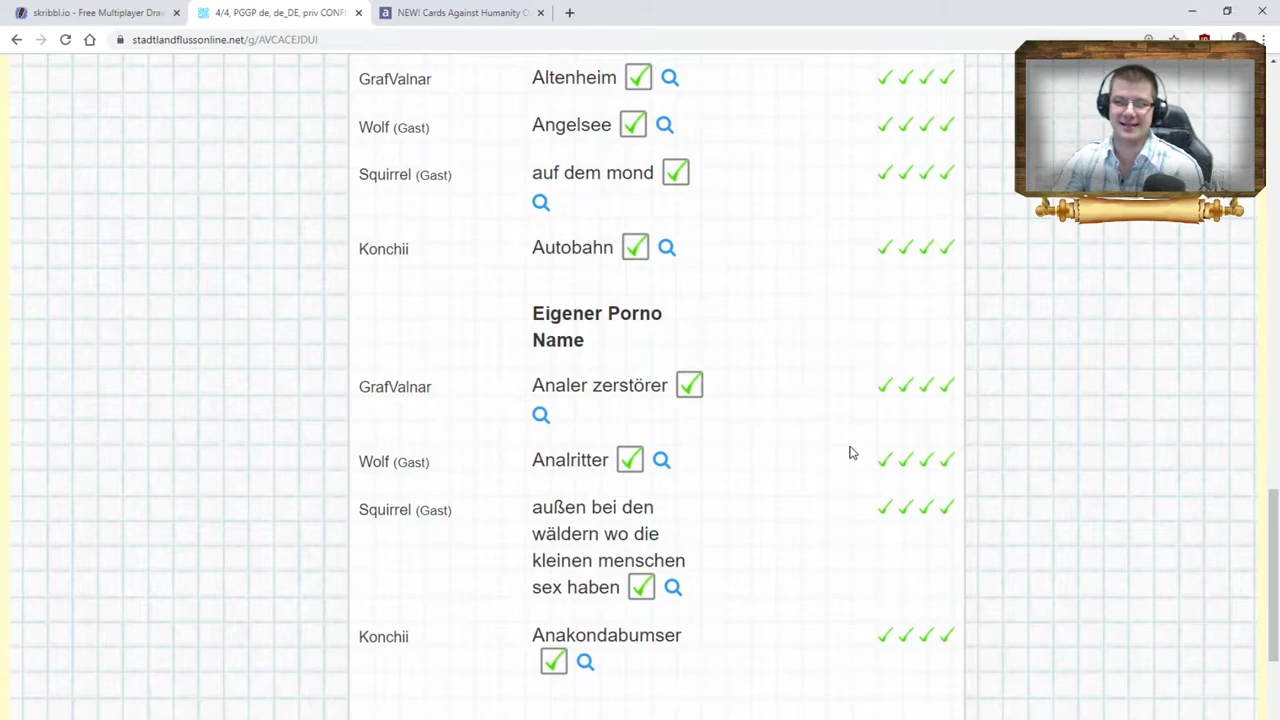 skribbl.io - Free Multiplayer Draw
4/4, PGGP de, de_DE, priv CONFI
NEW! Cards Against Humanity O
stadtlandflussonline.net/g/AVCACEJDUI
GrafValnar Altenheim
Wolf (Gast) Angelsee
Squirrel (Gast) auf dem mond
Konchii Autobahn
Eigener Porno
Name
GrafValnar Analer zerstörer
Wolf (Gast) Analritter
Squirrel (Gast) außen bei den
wäldern wo die
kleinen menschen
sex haben
Konchii Anakondabumser